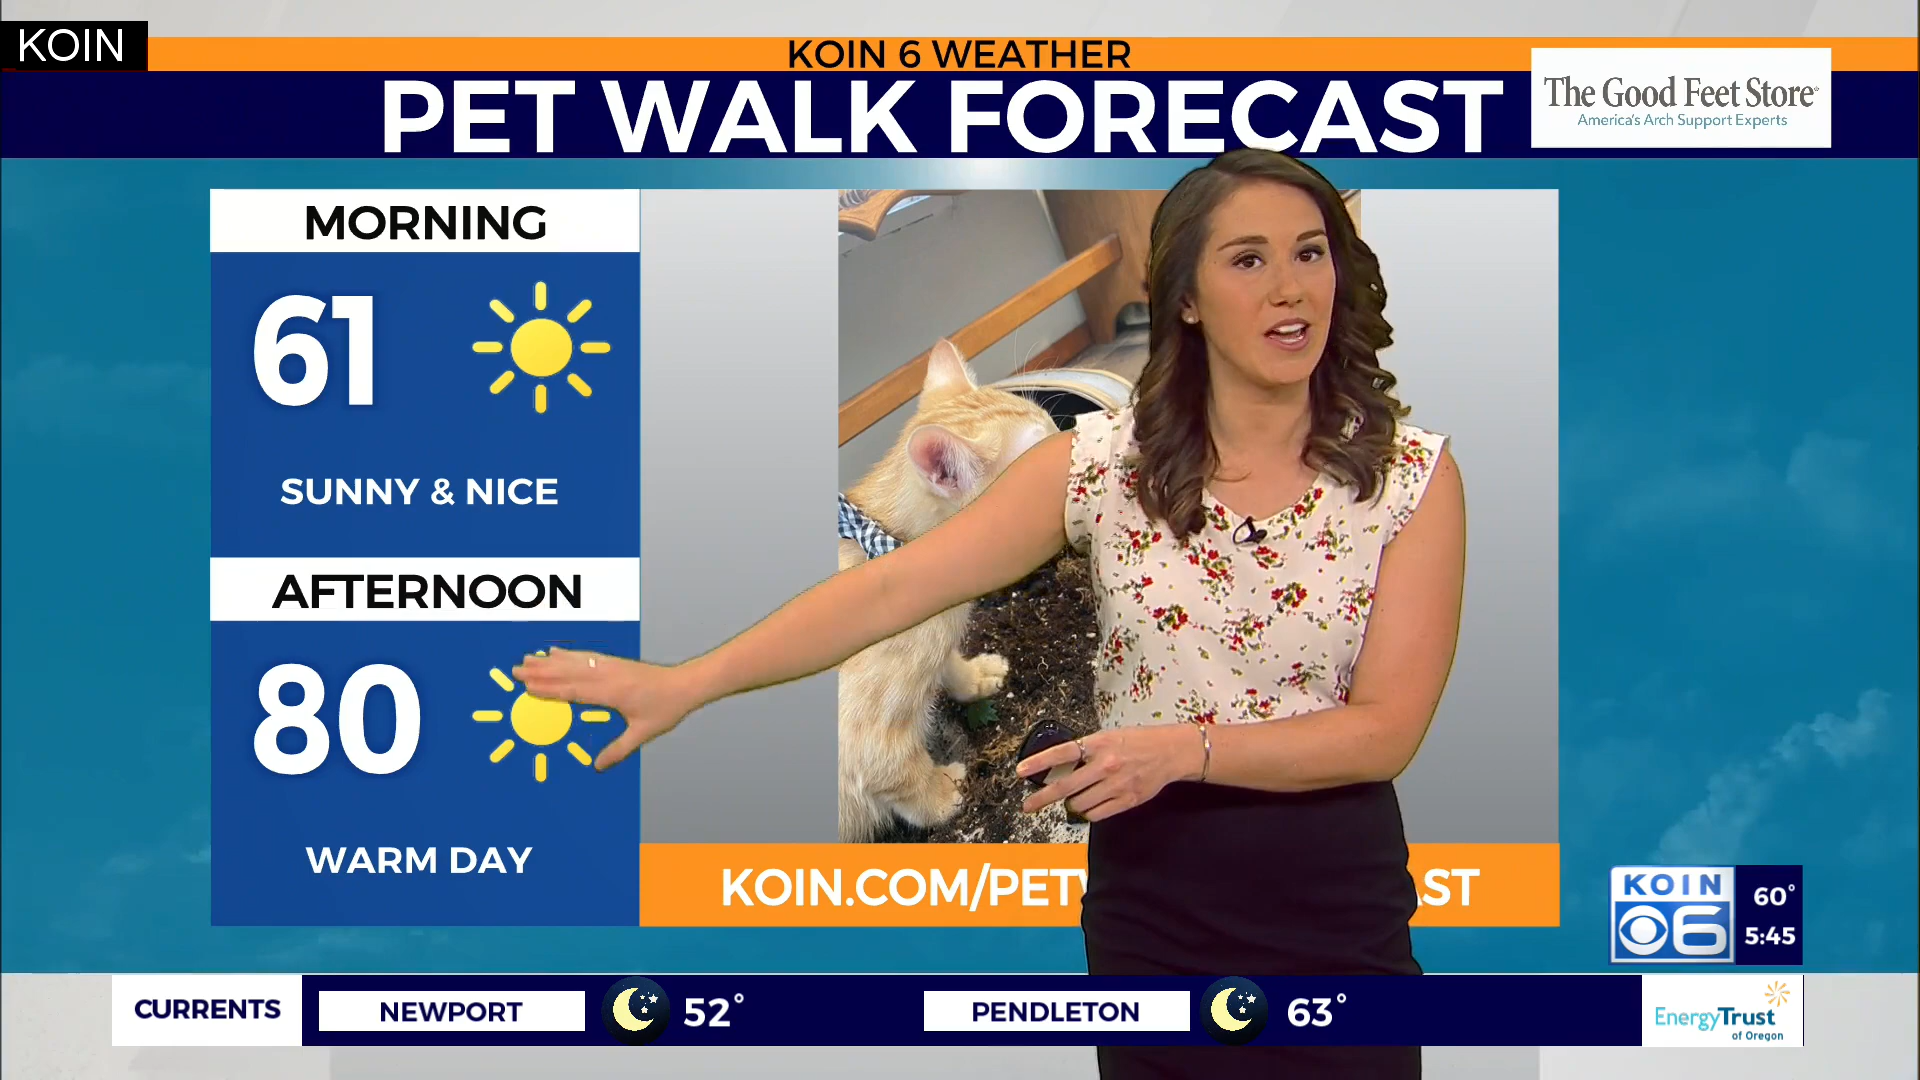 KOIN
KOIN 6 WEATHER
PET WALK FORECAST
The Good Feet Store
America's Arch Support Experts
MORNING
61
SUNNY & NICE
AFTERNOON
80
WARM DAY
KOIN.COM/PET
ST
KOIN
6
60°
5:45
CURRENTS
NEWPORT
52°
PENDLETON
63°
EnergyTrust
of Oregon